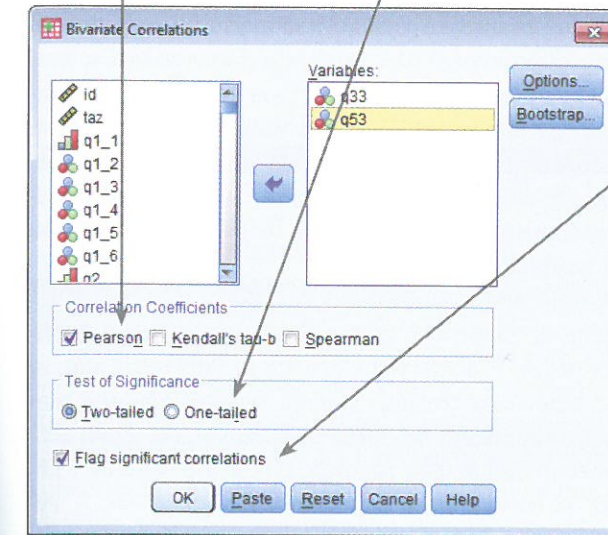 Bivariate Correlations
Variables:
id
taz
q1_1
q1_2
q1_3
q1_4
q1_5
q1_6
q2
q33
q53
Options...
Bootstrap...
Correlation Coefficients
Pearson Kendall's tau-b Spearman
Test of Significance
Two-tailed One-tailed
Flag significant correlations
OK Paste Reset Cancel Help